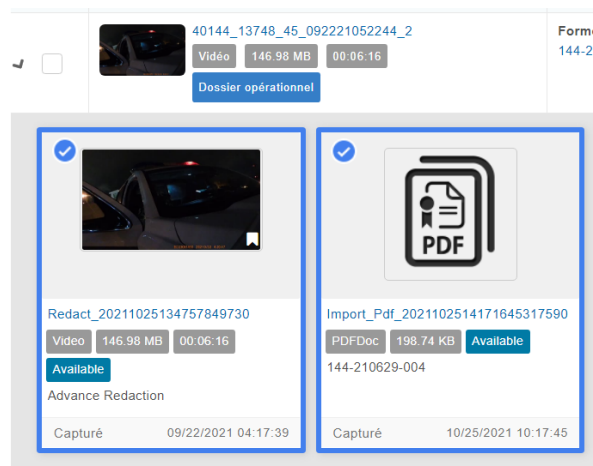 40144_13748_45_092221052244_2
Vidéo 146.98 MB 00:06:16
Dossier opérationnel
144-2
Redact_20211025134757849730
Video 146.98 MB 00:06:16
Available
Advance Redaction
Capturé 09/22/2021 04:17:39
PDF
Import_Pdf_2021102514171645317590
PDFDoc 198.74 KB Available
144-210629-004
Capturé 10/25/2021 10:17:45